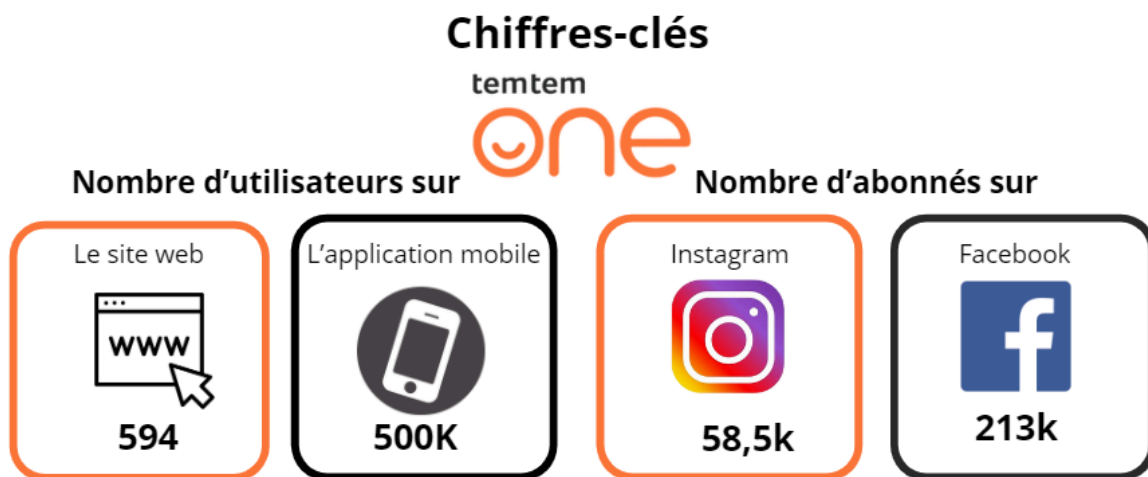 Chiffres-clés
temtem
one
Nombre d’utilisateurs sur
Nombre d’abonnés sur
Le site web
L’application mobile
Instagram
Facebook
www
f
594
500K
58,5k
213k